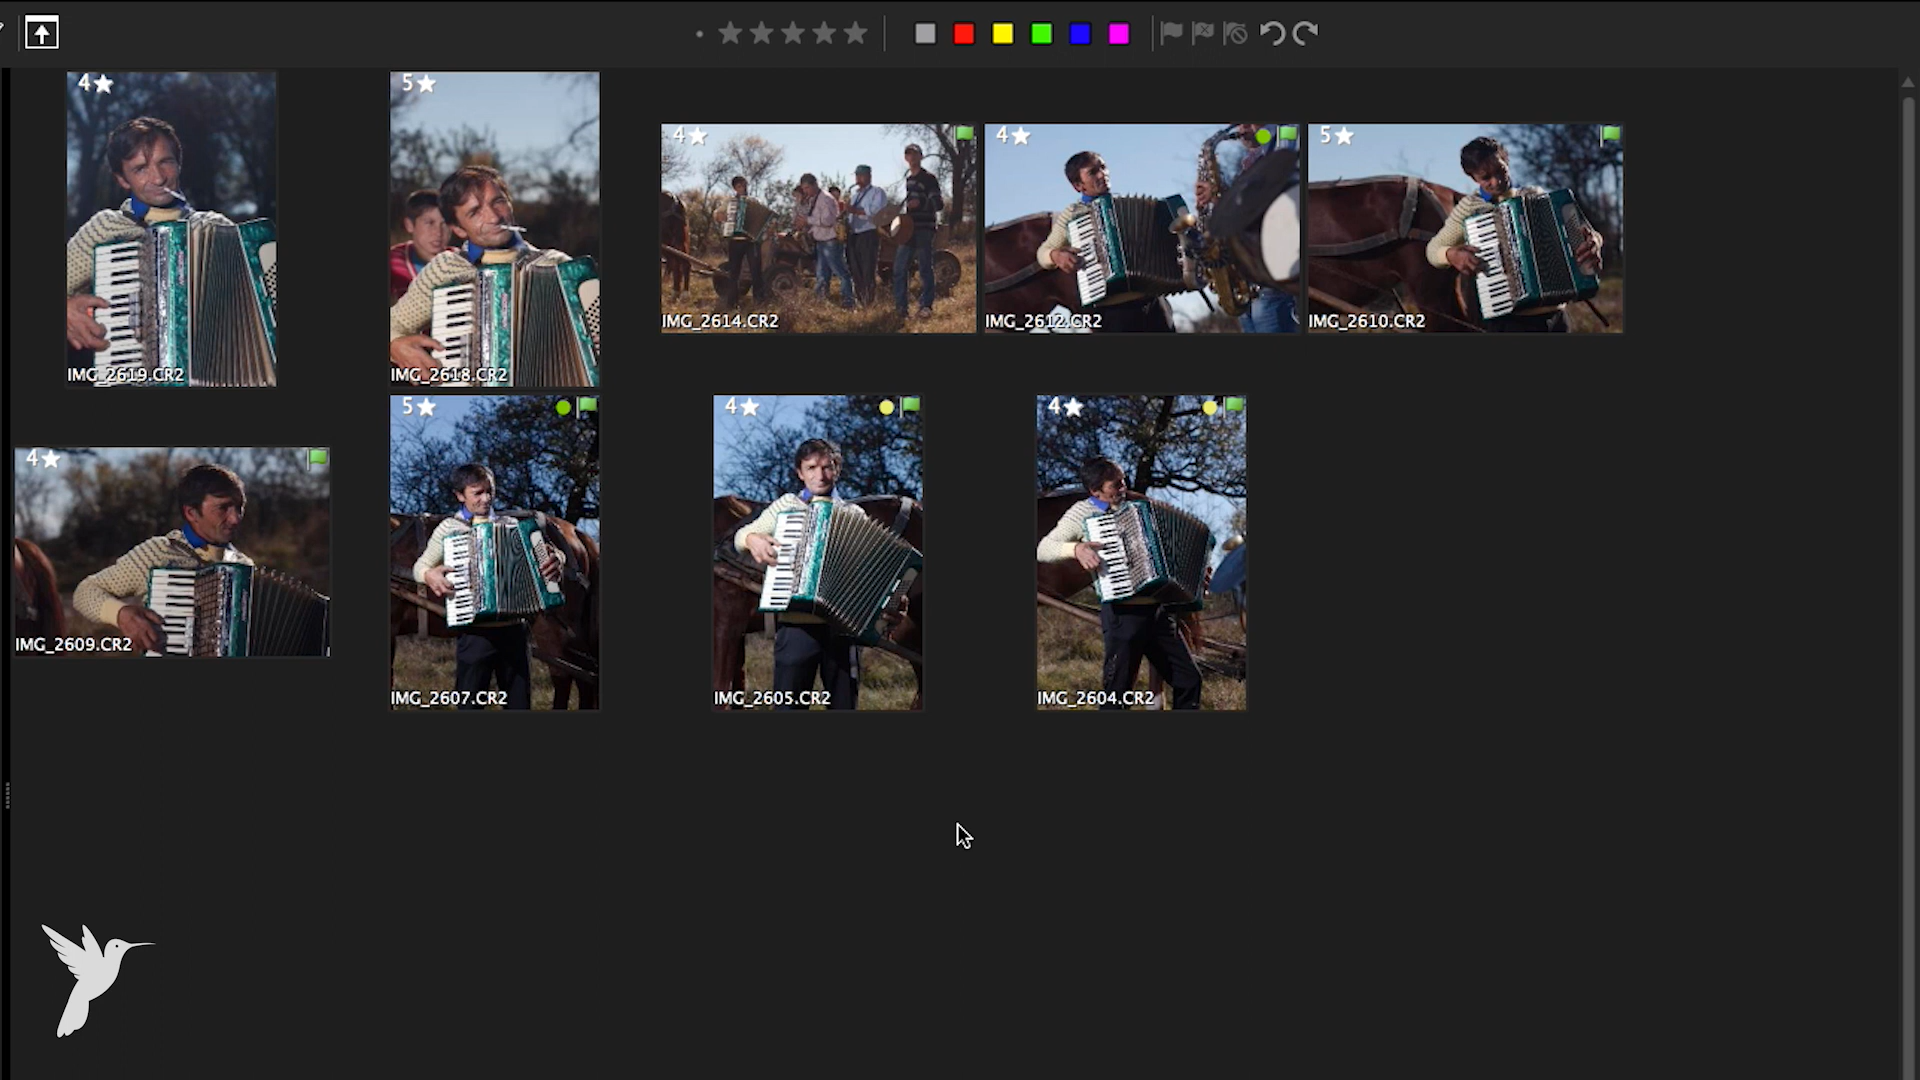 4★
5★
4★
4★
5★
IMG_2614.CR2
IMG_2612.CR2
IMG_2610.CR2
IMG_2619.CR2
IMG_2618.CR2
4★
5★
4★
4★
IMG_2609.CR2
IMG_2607.CR2
IMG_2605.CR2
IMG_2604.CR2